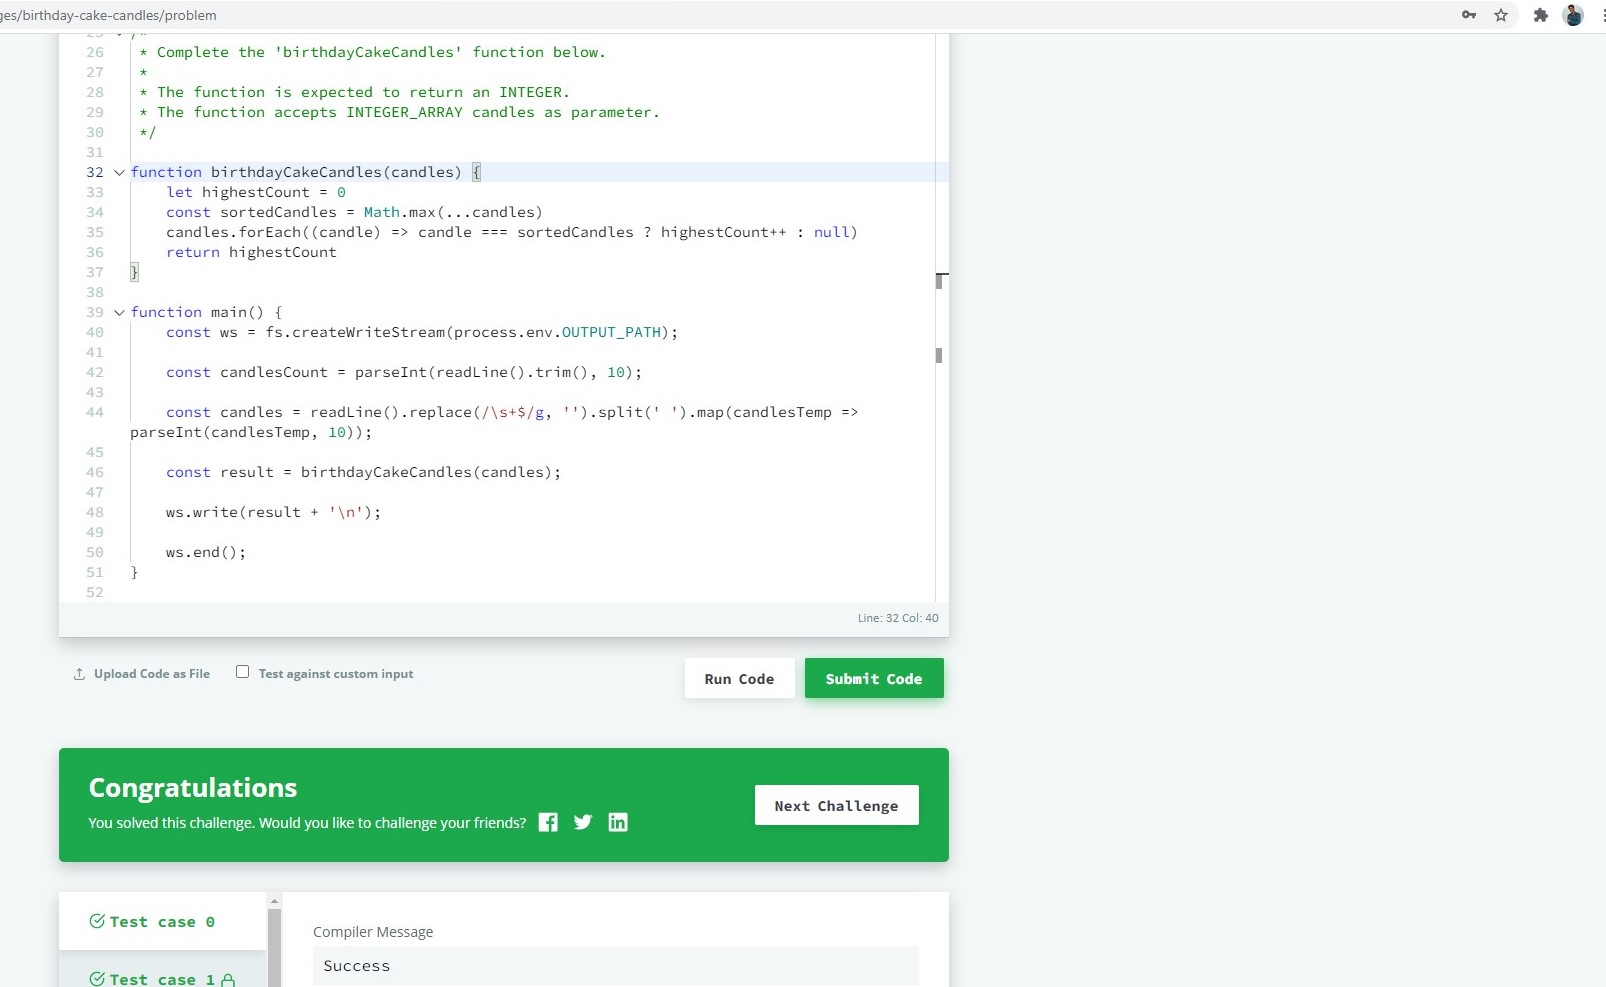 ges/birthday-cake-candles/problem
25 /*
26 * Complete the 'birthdayCakeCandles' function below.
27 *
28 * The function is expected to return an INTEGER.
29 * The function accepts INTEGER_ARRAY candles as parameter.
30 */
31
32 function birthdayCakeCandles(candles) {
33 let highestCount = 0
34 const sortedCandles = Math.max(...candles)
35 candles.forEach((candle) => candle === sortedCandles ? highestCount++ : null)
36 return highestCount
37 }
38
39 function main() {
40 const ws = fs.createWriteStream(process.env.OUTPUT_PATH);
41
42 const candlesCount = parseInt(readLine().trim(), 10);
43
44 const candles = readLine().replace(/\s+$/g, '').split(' ').map(candlesTemp =>
parseInt(candlesTemp, 10));
45
46 const result = birthdayCakeCandles(candles);
47
48 ws.write(result + '\n');
49
50 ws.end();
51 }
52
Line: 32 Col: 40
Upload Code as File Test against custom input Run Code Submit Code
Congratulations
You solved this challenge. Would you like to challenge your friends?
Next Challenge
Test case 0
Compiler Message
Success
Test case 1